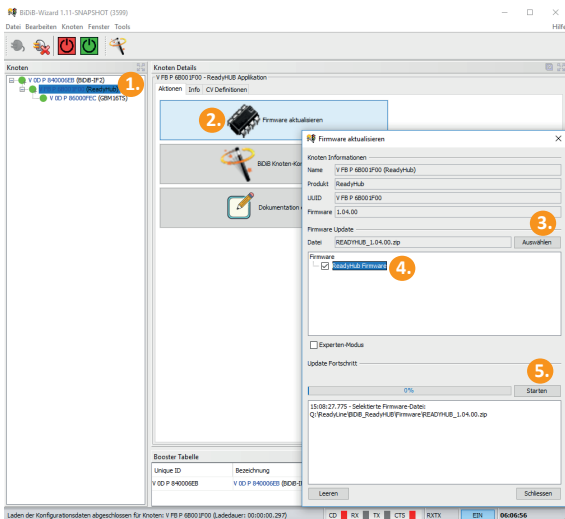 BiDiB-Wizard 1.11-SNAPSHOT (3599)
Datei Bearbeiten Knoten Fenster Tools
Hilfe
Knoten
V 0D P 840006EB (BiDiB-IF2)
(ReadyHub)
V 0D P 86000FEC (GBM16TS)
1.
Knoten Details
V FB P 6B001F00 - ReadyHUB Applikation
Aktionen Info CV Definitionen
2.
Firmware aktualisieren
BiDiB Knoten-Kon
Dokumentation
Booster Tabelle
Unique ID Bezeichnung
V 0D P 840006EB V 0D P 840006EB (BiDiB-I
Firmware aktualisieren
Knoten Informationen
Name V FB P 6B001F00 (ReadyHub)
Produkt ReadyHub
UUID V FB P 6B001F00
Firmware 1.04.00
Firmware Update
3.
Datei READYHUB_1.04.00.zip Auswählen
Firmware
ReadyHub Firmware
4.
Experten-Modus
Update Fortschritt
5.
0% Starten
15:08:27.775 - Selektierte Firmware-Datei:
Q:\ReadyLine\BiDiB_ReadyHUB\Firmware\READYHUB_1.04.00.zip
Leeren Schliessen
Laden der Konfigurationsdaten abgeschlossen für Knoten: V FB P 6B001F00 (Ladedauer: 00:00:00.297) CD RX TX CTS RXTX EIN 06:06:56